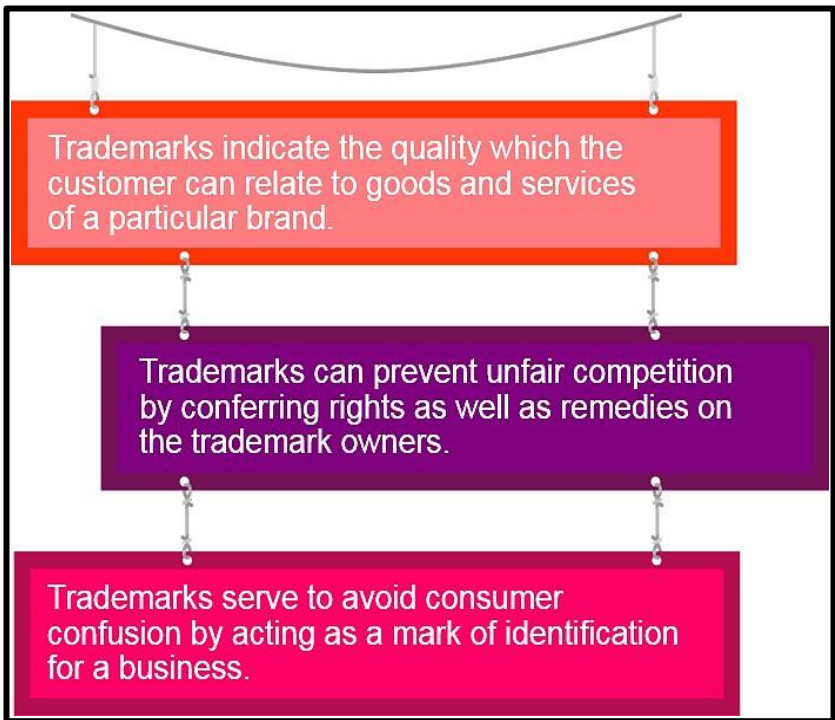 Trademarks indicate the quality which the
customer can relate to goods and services
of a particular brand.
Trademarks can prevent unfair competition
by conferring rights as well as remedies on
the trademark owners.
Trademarks serve to avoid consumer
confusion by acting as a mark of identification
for a business.